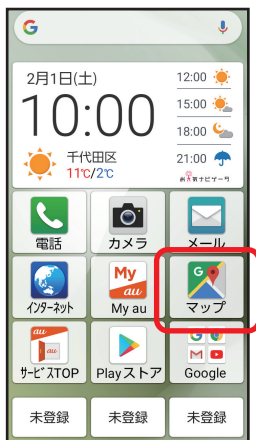 G
2月1日(土)
10:00
千代田区
11℃/2℃
12:00
15:00
18:00
21:00
お天気ナビゲータ
電話
カメラ
メール
インターネット
My au
My au
マップ
au
au
サービスTOP
Playストア
Google
未登録
未登録
未登録